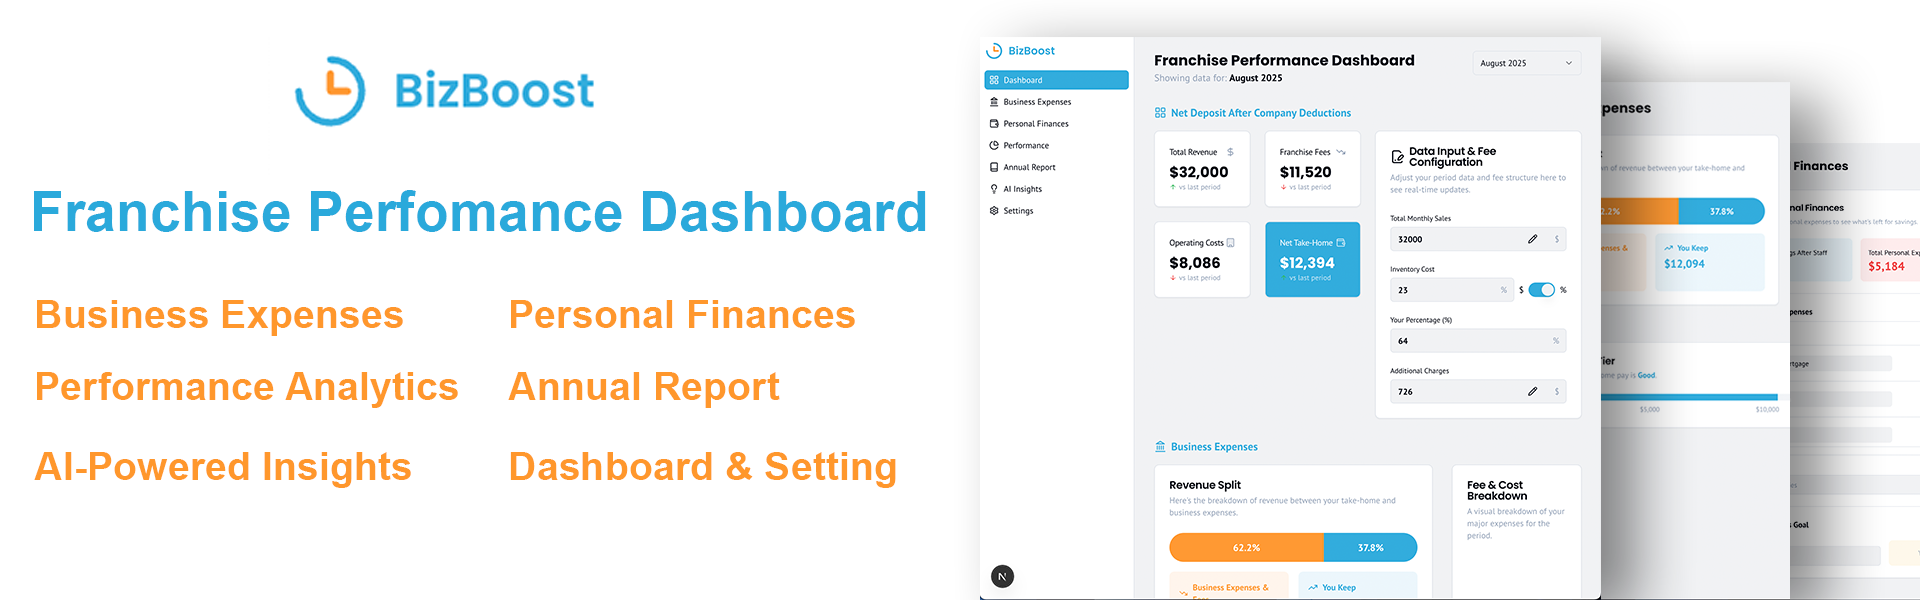 BizBoost
Franchise Perfomance Dashboard
Business Expenses
Personal Finances
Performance Analytics
Annual Report
AI-Powered Insights
Dashboard & Setting
BizBoost
Dashboard
Business Expenses
Personal Finances
Performance
Annual Report
AI Insights
Settings
N
Franchise Performance Dashboard
Showing data for: August 2025
August 2025
Net Deposit After Company Deductions
Total Revenue $
$32,000
↑ vs last period
Franchise Fees
$11,520
↓ vs last period
Operating Costs
$8,086
↓ vs last period
Net Take-Home
$12,394
vs last period
Data Input & Fee
Configuration
Adjust your period data and fee structure here to
see real-time updates.
Total Monthly Sales
32000 $
Inventory Cost
23 % $ %
Your Percentage (%)
64 %
Additional Charges
726 $
Business Expenses
Revenue Split
Here's the breakdown of revenue between your take-home and
business expenses.
62.2% 37.8%
Business Expenses &
You Keep
Fee & Cost
Breakdown
A visual breakdown of your
major expenses for the
period.
penses
of revenue between your take-home and
2.2% 37.8%
enses &
You Keep
$12,094
ier
ome pay is Good.
$5,000 $10,000
Finances
nal Finances
onal expenses to see what's left for savings.
gs After Staff
Total Personal Exp
$5,184
penses
rtgage
es
s Goal